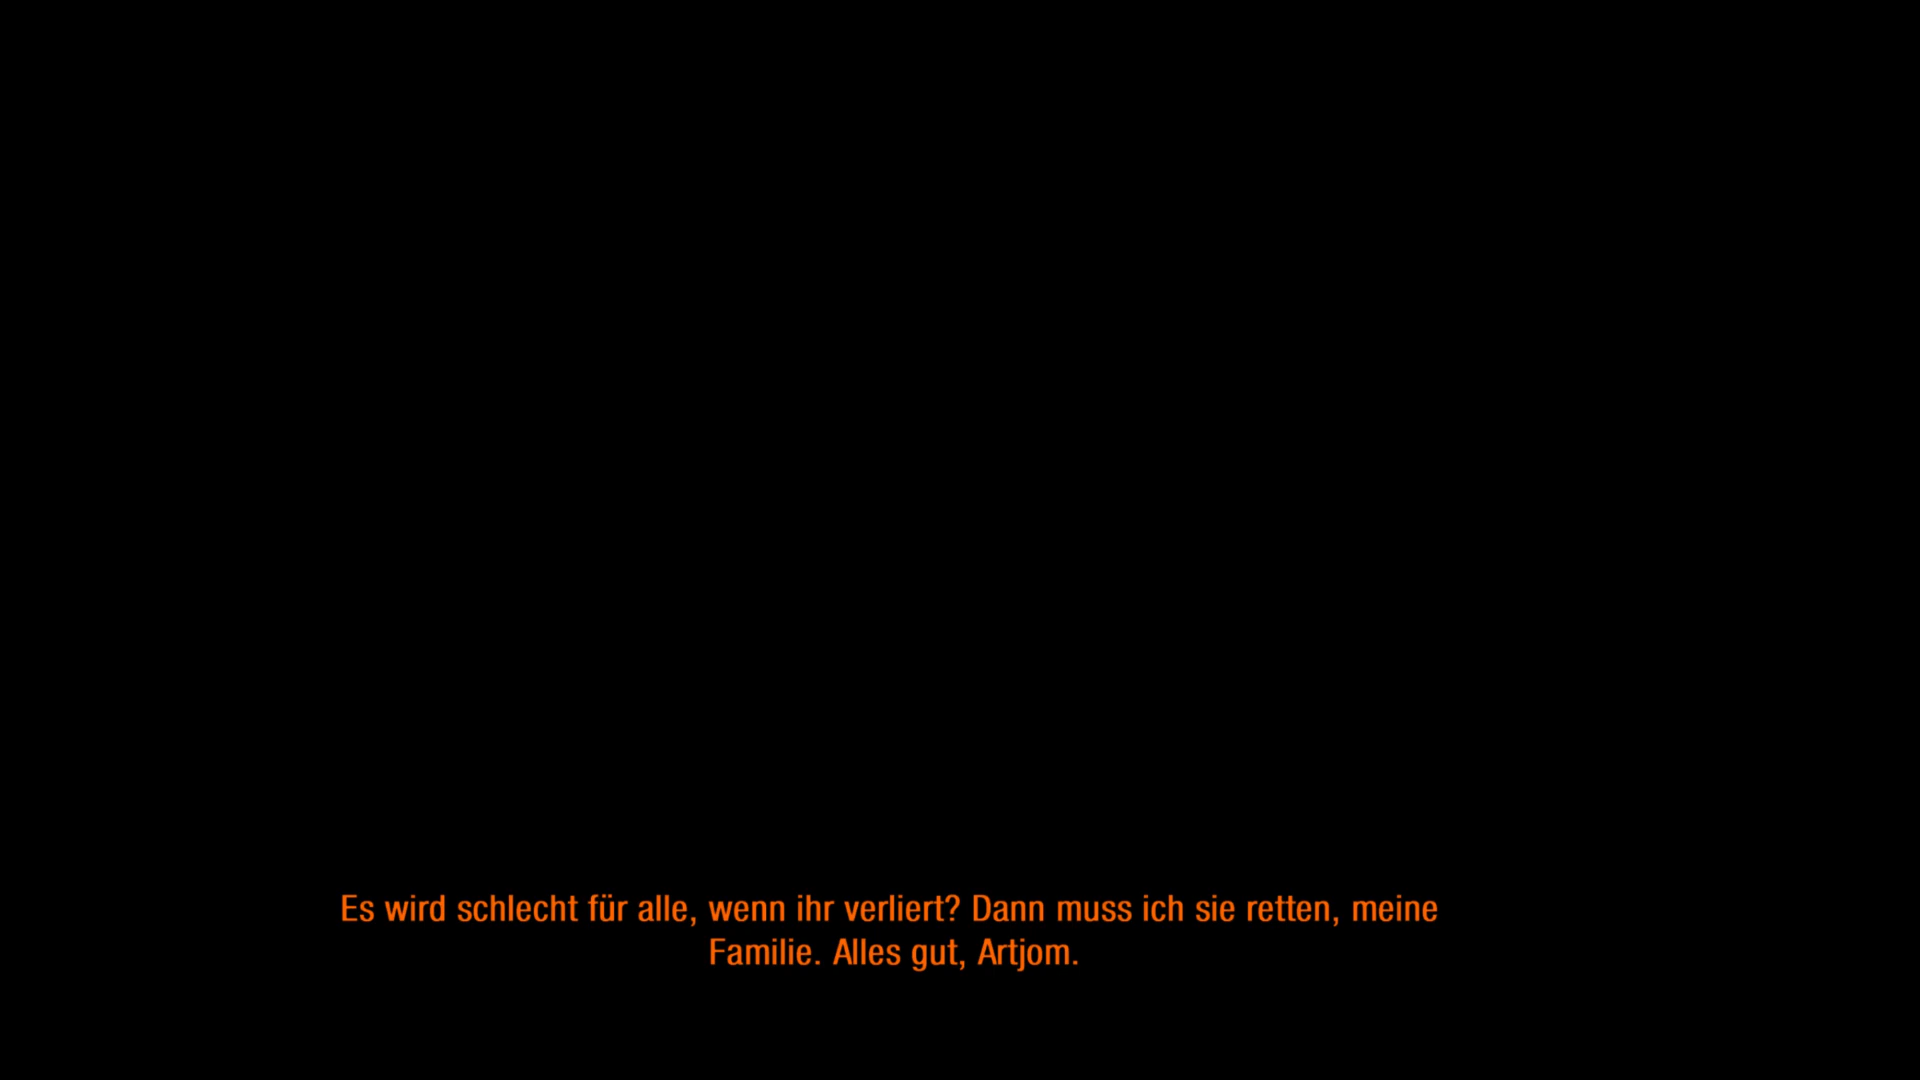 Es wird schlecht für alle, wenn ihr verliert? Dann muss ich sie retten, meine
Familie. Alles gut, Artjom.